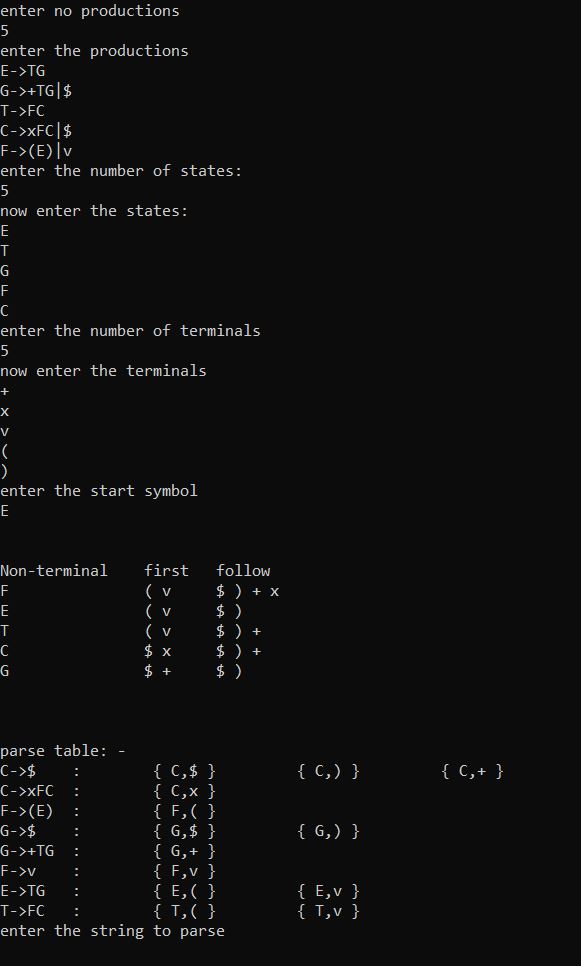 enter no productions
5
enter the productions
E->TG
G->+TG|$
T->FC
C->xFC|$
F->(E)|v
enter the number of states:
5
now enter the states:
E
T
G
F
C
enter the number of terminals
5
now enter the terminals
+
x
v
(
)
enter the start symbol
E
Non-terminal first follow
F ( v $ ) + x
E ( v $ )
T ( v $ ) +
C $ x $ ) +
G $ + $ )
parse table: -
C->$ : { C,$ } { C,) } { C,+ }
C->xFC : { C,x }
F->(E) : { F,( }
G->$ : { G,$ } { G,) }
G->+TG : { G,+ }
F->v : { F,v }
E->TG : { E,( } { E,v }
T->FC : { T,( } { T,v }
enter the string to parse